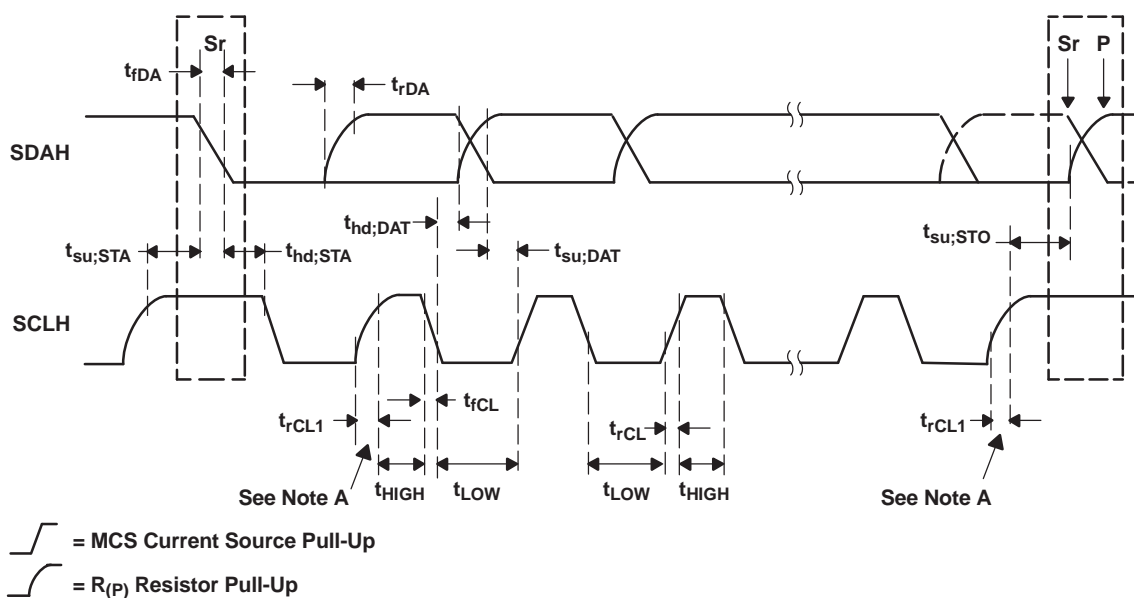 Sr
Sr P
tfDA
trDA
SDAH
thd;DAT
tsu;STA
thd;STA
tsu;DAT
tsu;STO
SCLH
tfCL
trCL1
trCL
trCL1
See Note A
tHIGH
tLOW
tLOW
tHIGH
See Note A
= MCS Current Source Pull-Up
= R(P) Resistor Pull-Up